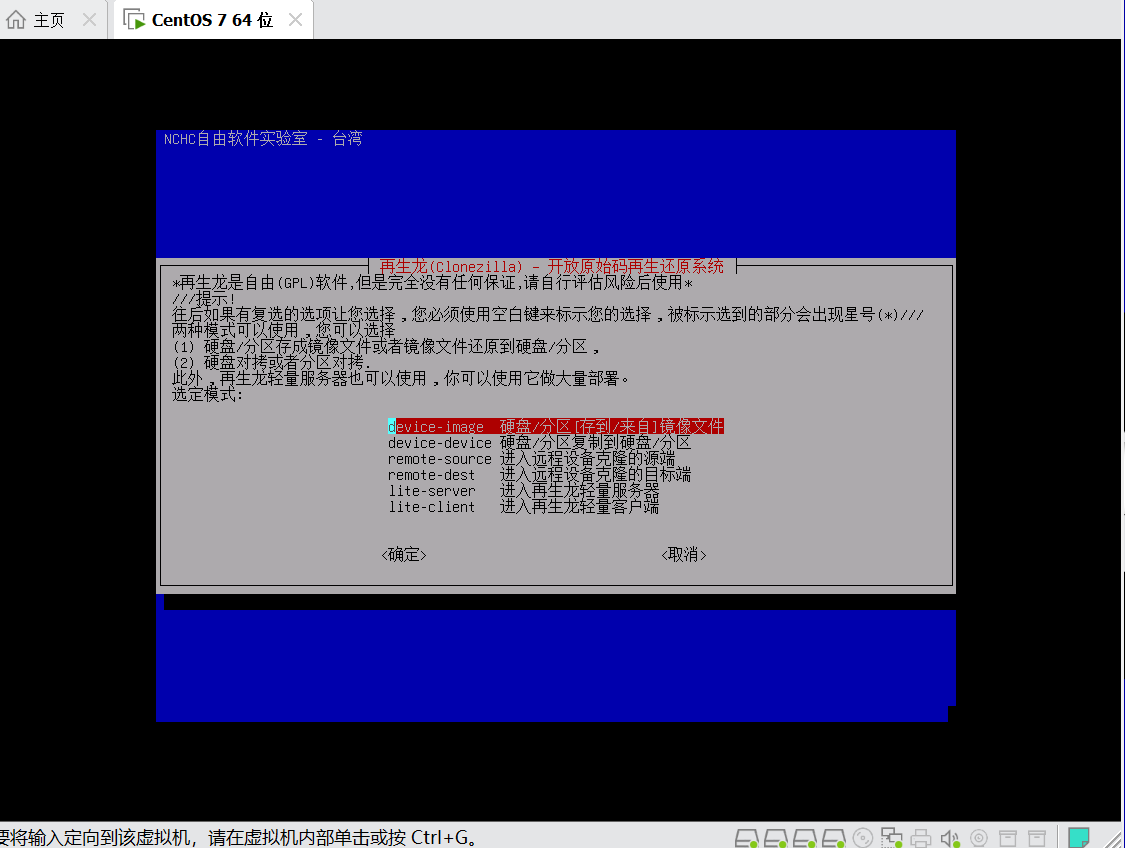 主页
CentOS 7 64 位
NCHC自由软件实验室 - 台湾
再生龙(Clonezilla) - 开放原始码再生还原系统
*再生龙是自由(GPL)软件,但是完全没有任何保证,请自行评估风险后使用*
///提示!
往后如果有复选的选项让您选择,您必须使用空白键来标示您的选择,被标示选到的部分会出现星号(*)///
两种模式可以使用,您可以选择
(1) 硬盘/分区存成镜像文件或者镜像文件还原到硬盘/分区,
(2) 硬盘对拷或者分区对拷.
此外,再生龙轻量服务器也可以使用,你可以使用它做大量部署。
选定模式:
device-image 硬盘/分区[存到/来自]镜像文件
device-device 硬盘/分区复制到硬盘/分区
remote-source 进入远程设备克隆的源端
remote-dest 进入远程设备克隆的目标端
lite-server 进入再生龙轻量服务器
lite-client 进入再生龙轻量客户端
<确定> <取消>
要将输入定向到该虚拟机，请在虚拟机内部单击或按 Ctrl+G。